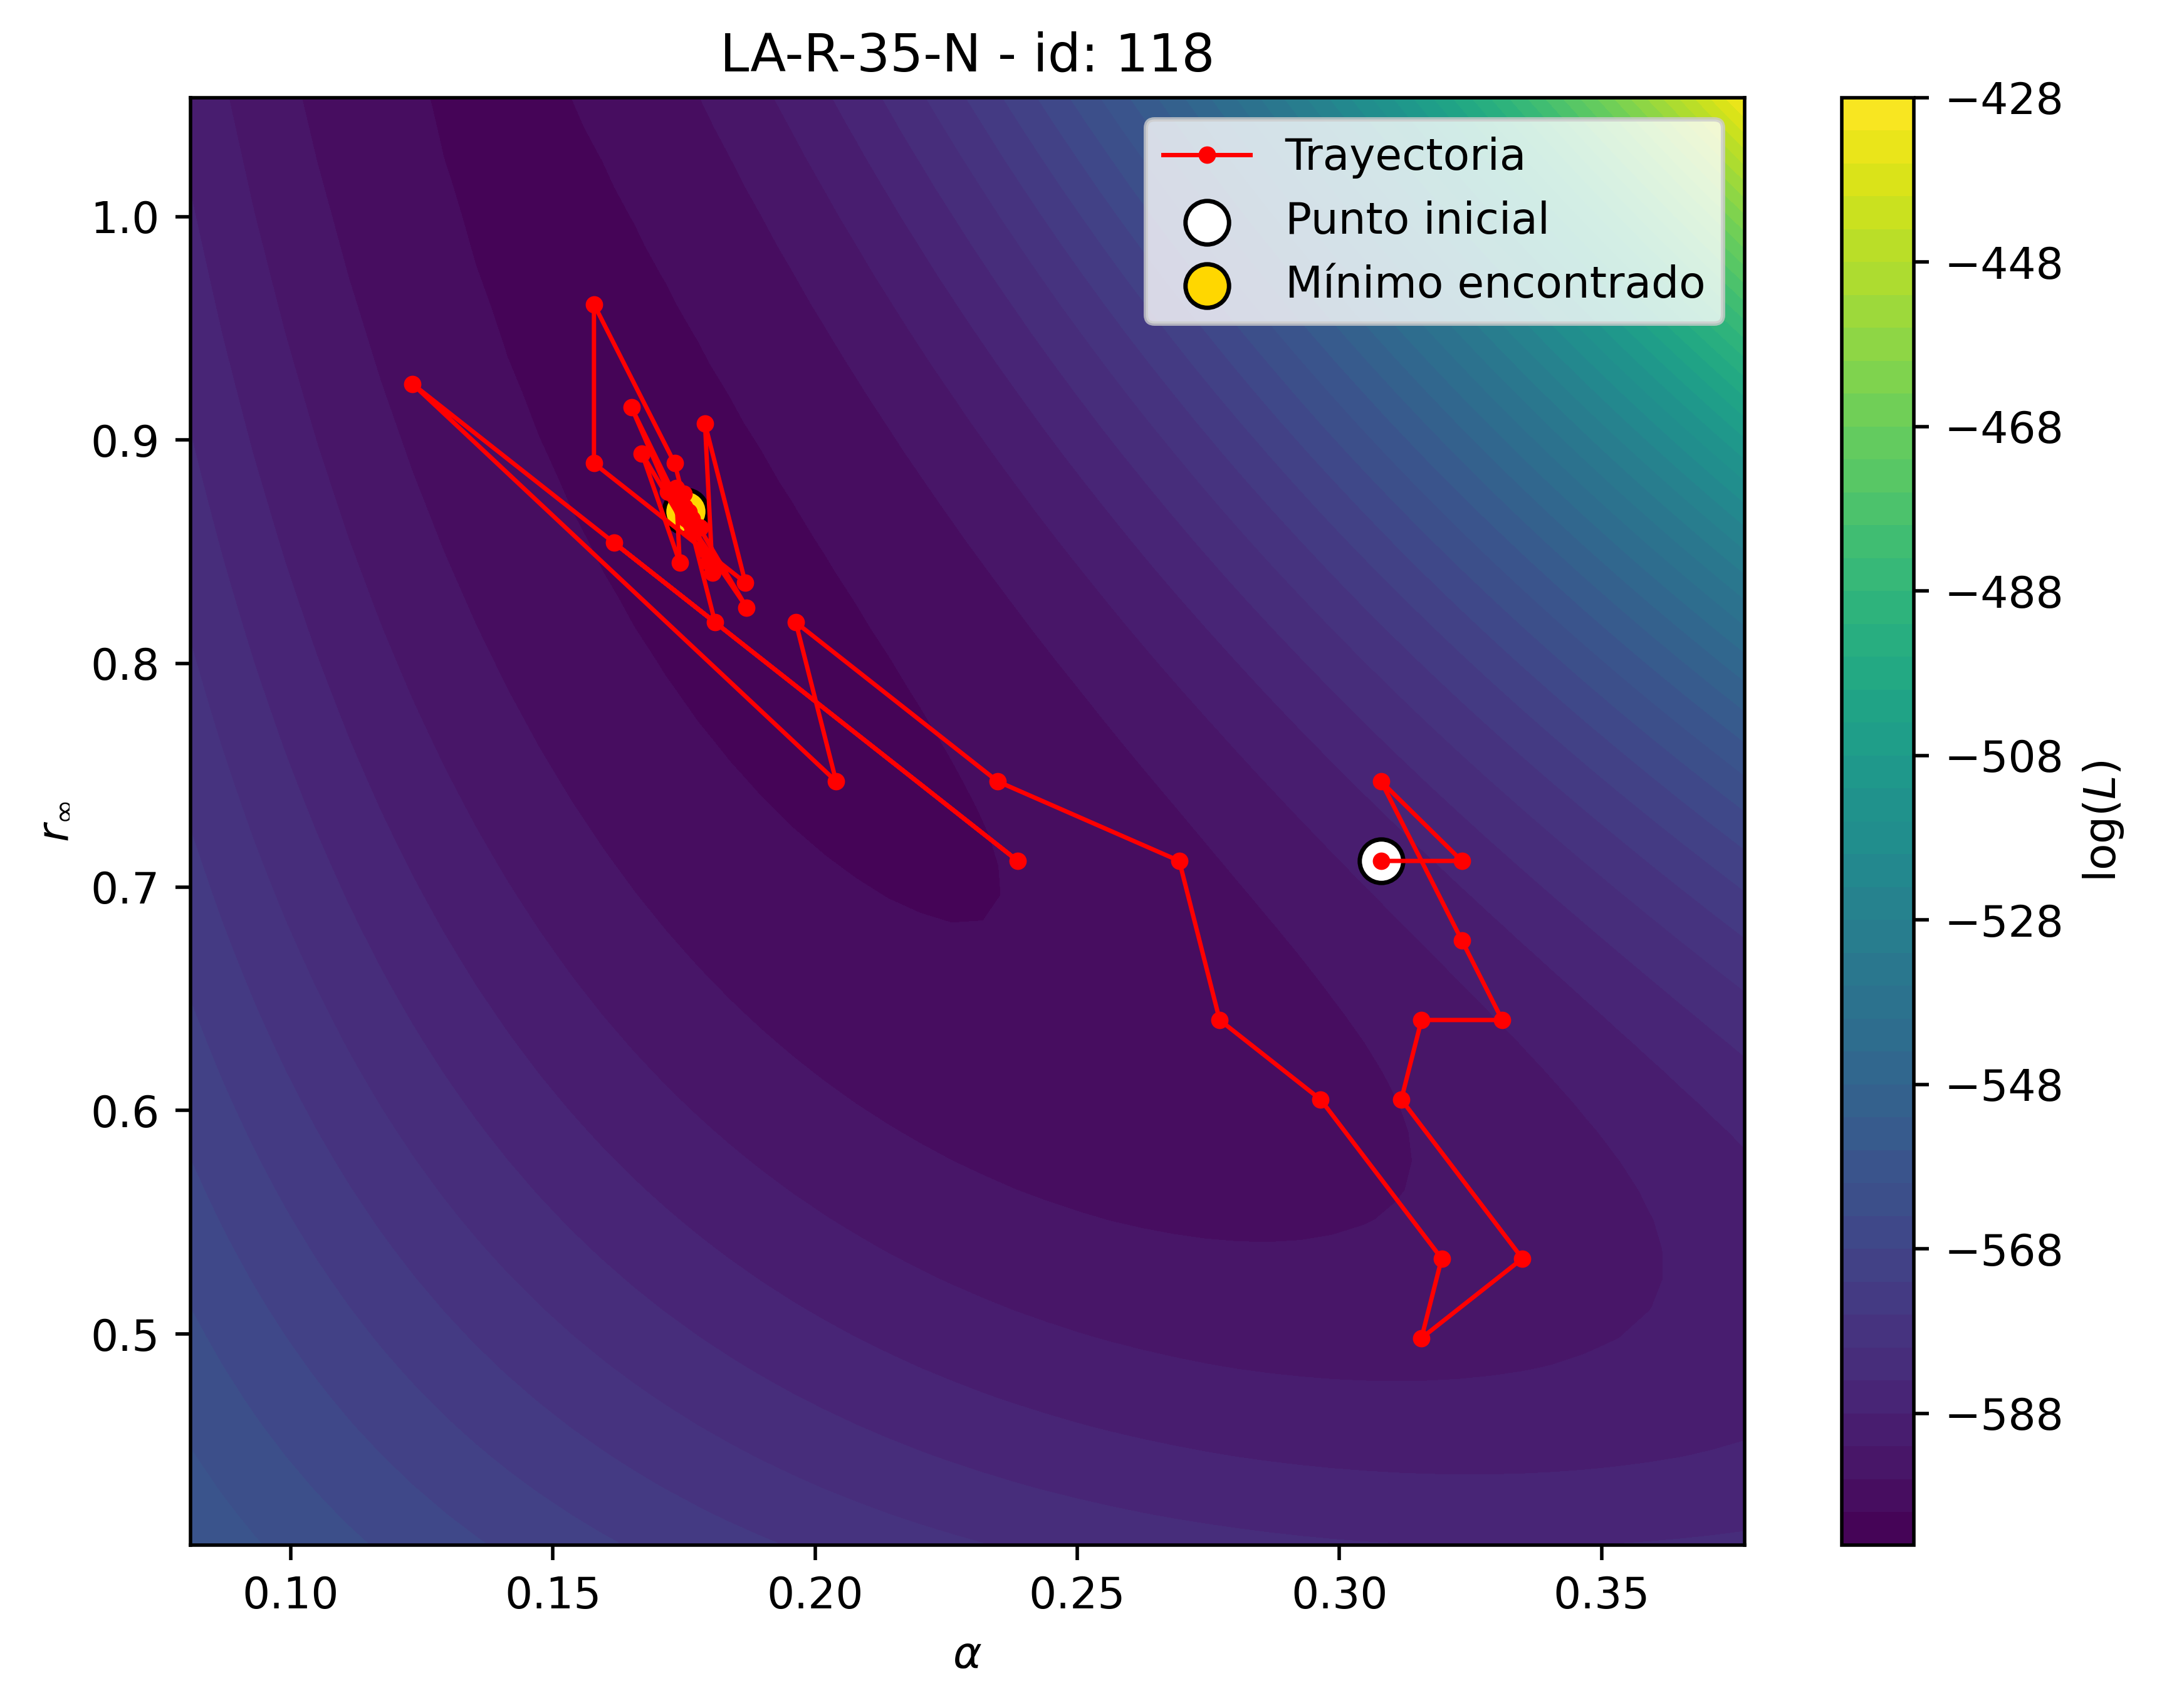 LA-R-35-N - id: 118
Trayectoria
Punto inicial
Mínimo encontrado
1.0
0.9
0.8
0.7
0.6
0.5
r∞
0.10 0.15 0.20 0.25 0.30 0.35
α
−428
−448
−468
−488
−508
−528
−548
−568
−588
log(L)